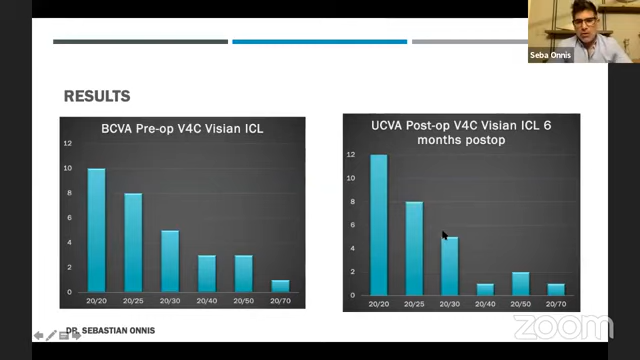 Seba Onnis
RESULTS
BCVA Pre-op V4C Visian ICL
12
10
8
6
4
2
0
20/20 20/25 20/30 20/40 20/50 20/70
UCVA Post-op V4C Visian ICL 6
months postop
12
10
8
6
4
2
0
20/20 20/25 20/30 20/40 20/50 20/70
DR. SEBASTIAN ONNIS
zoom